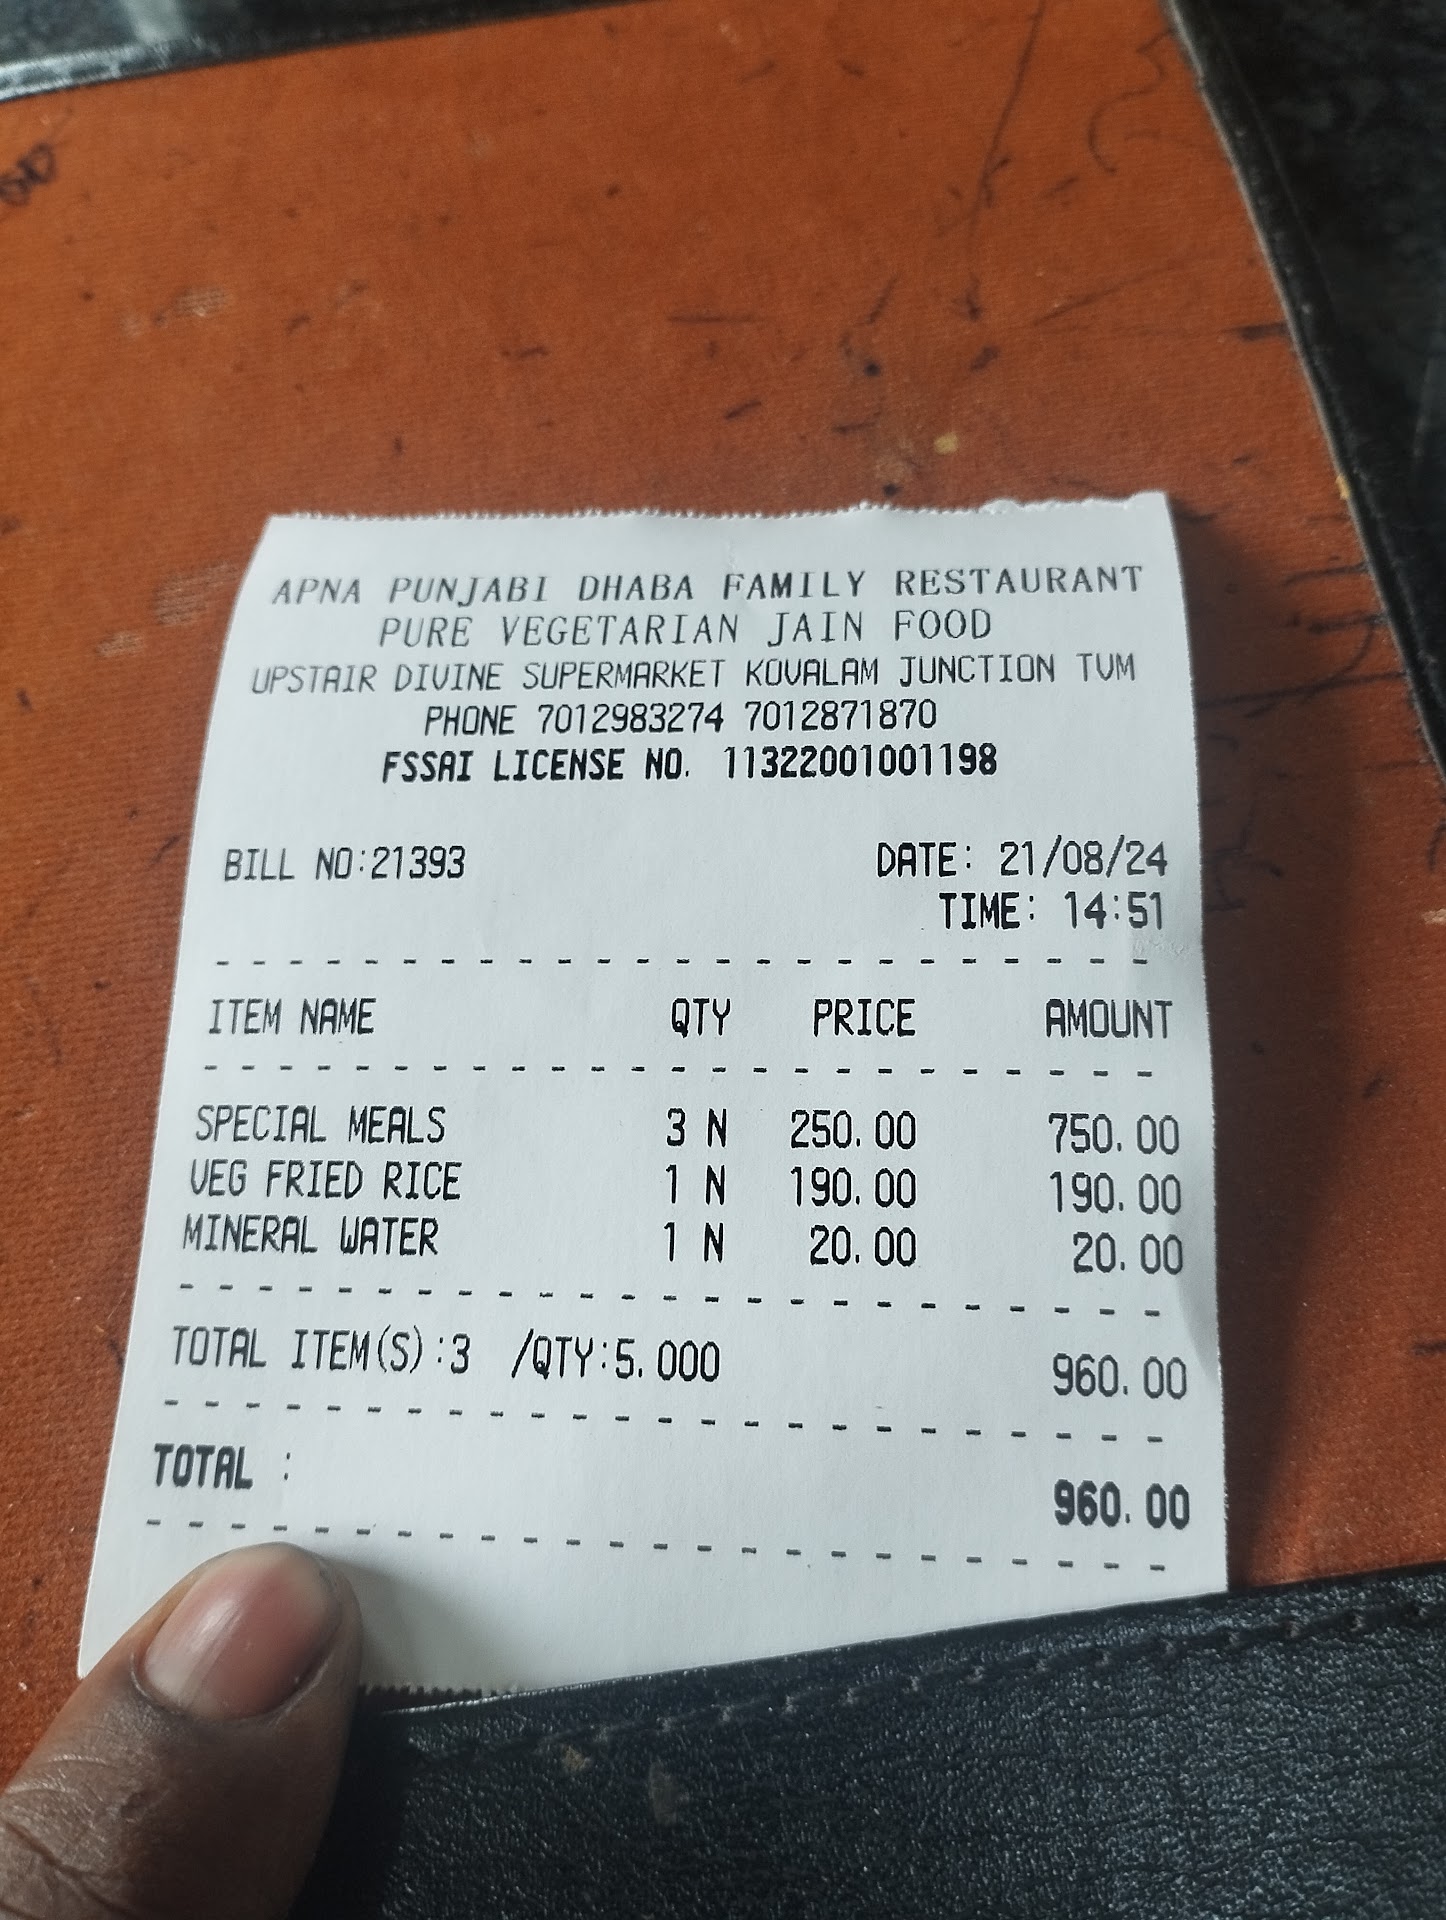 APNA PUNJABI DHABA FAMILY RESTAURANT
PURE VEGETARIAN JAIN FOOD
UPSTAIR DIVINE SUPERMARKET KOVALAM JUNCTION TVM
PHONE 7012983274 7012871870
FSSAI LICENSE NO. 11322001001198
BILL NO:21393 DATE: 21/08/24
TIME: 14:51
ITEM NAME QTY PRICE AMOUNT
SPECIAL MEALS 3 N 250.00 750.00
VEG FRIED RICE 1 N 190.00 190.00
MINERAL WATER 1 N 20.00 20.00
TOTAL ITEM(S):3 /QTY:5.000 960.00
TOTAL : 960.00